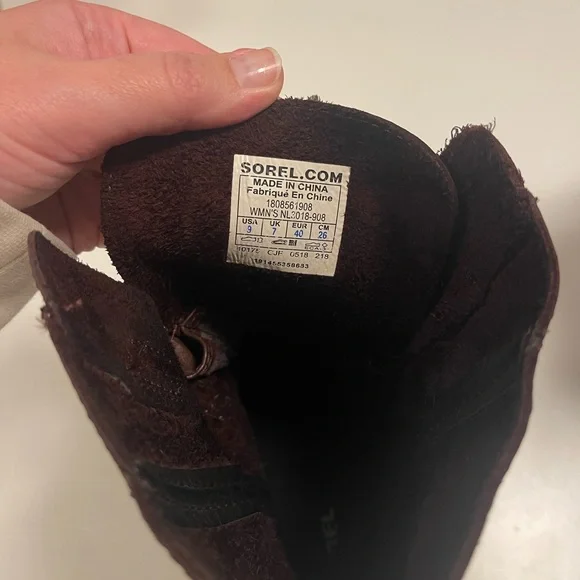 SOREL.COM
MADE IN CHINA
Fabriqué En Chine
1808561908
WMN'S NL3018-908
USA UK EUR CM
9 7 40 26
10175 CJF 0518 218